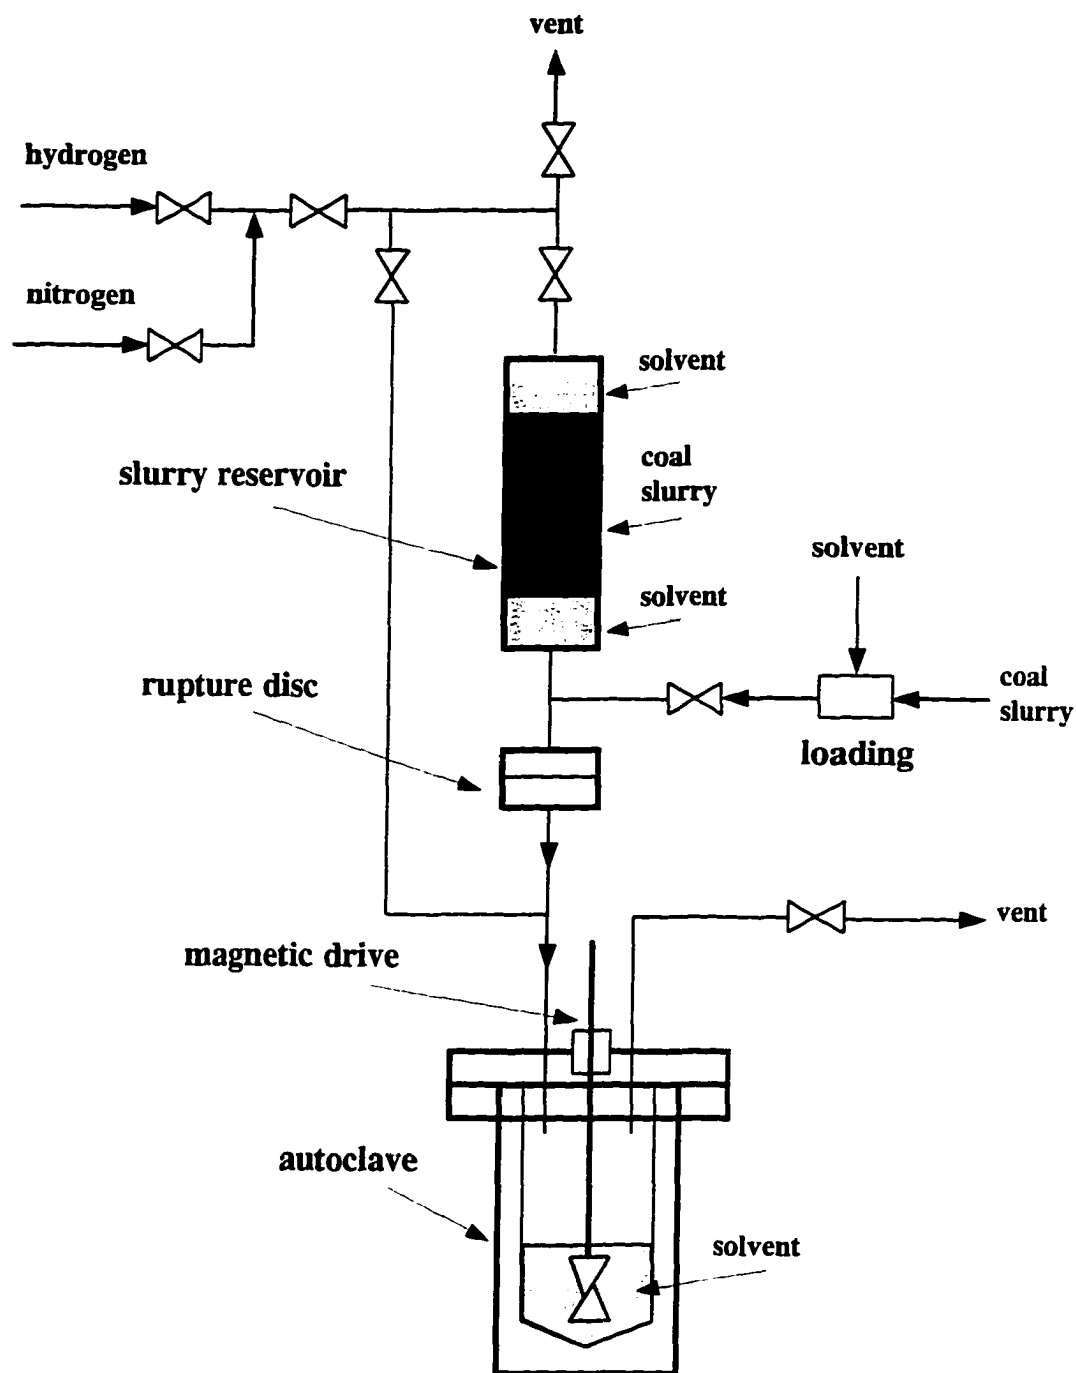 vent
hydrogen
nitrogen
solvent
coal
slurry
slurry reservoir
solvent
solvent
coal
slurry
rupture disc
loading
vent
magnetic drive
autoclave
solvent